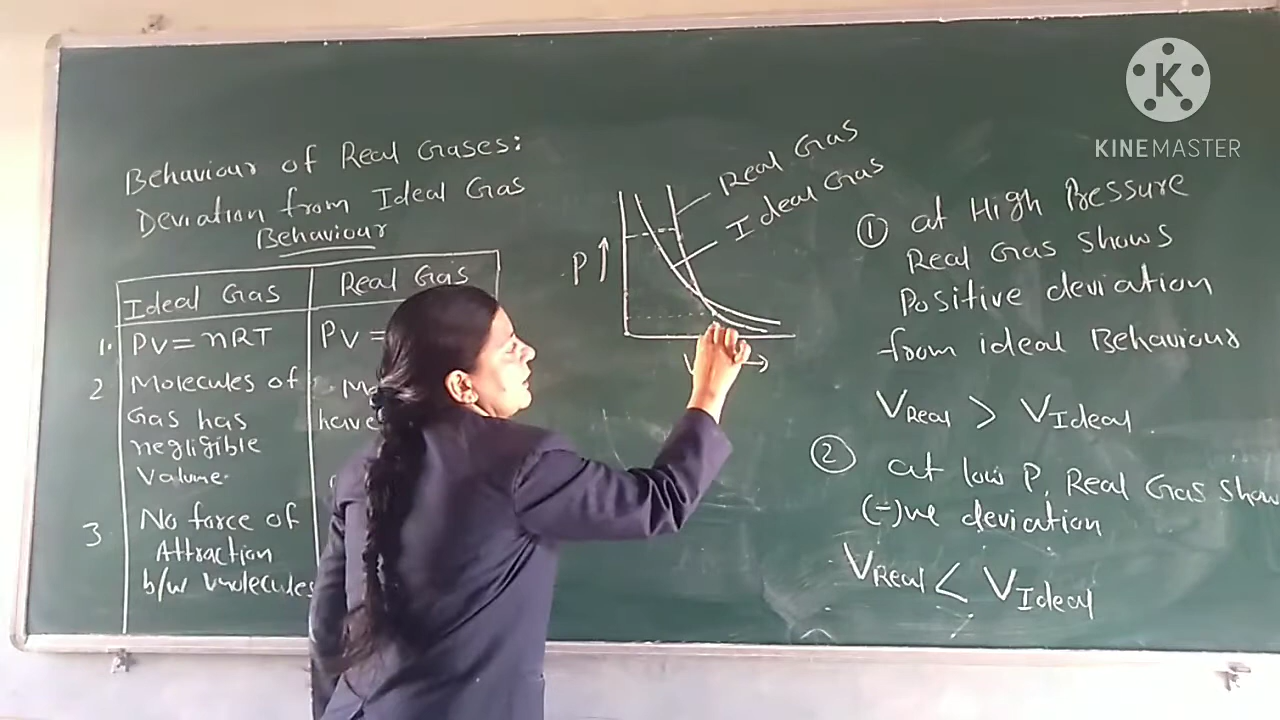 Behaviour of Real Gases:
Deviation from Ideal Gas
Behaviour
Ideal Gas
Real Gas
1. PV = nRT
PV =
2 Molecules of
Gas has
have
negligible
Volume.
3 No force of
Attraction
b/w molecules
P
Real Gas
Ideal Gas
① at High Pressure
Real Gas shows
Positive deviation
from ideal Behaviour
VReal > VIdeal
② at low P, Real Gas show
(-)ve deviation
VReal < VIdeal
K
KINEMASTER